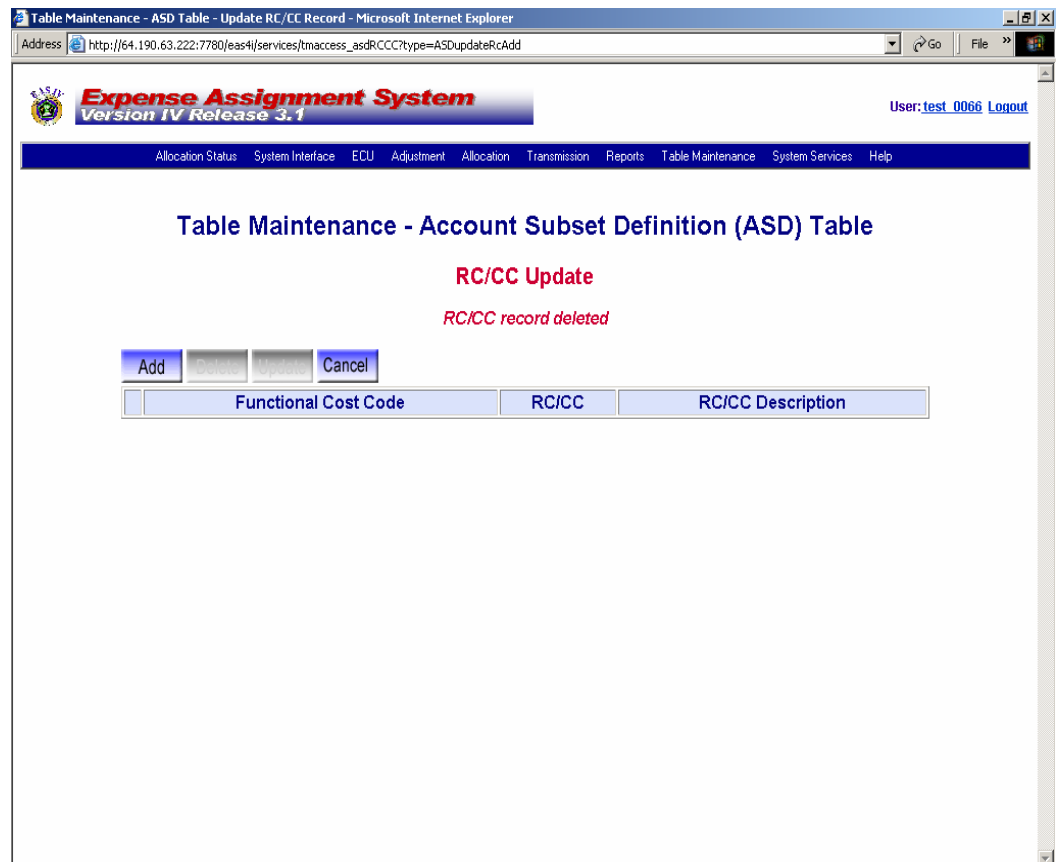 Table Maintenance - ASD Table - Update RC/CC Record - Microsoft Internet Explorer
Address http://64.190.63.222:7780/eas4i/services/tmaccess_asdRCCC?type=ASDupdateRcAdd Go File »
EASIV
Expense Assignment System
Version IV Release 3.1
User: test_0066 Logout
Allocation Status System Interface ECU Adjustment Allocation Transmission Reports Table Maintenance System Services Help
Table Maintenance - Account Subset Definition (ASD) Table
RC/CC Update
RC/CC record deleted
Add Delete Update Cancel
Functional Cost Code RC/CC RC/CC Description